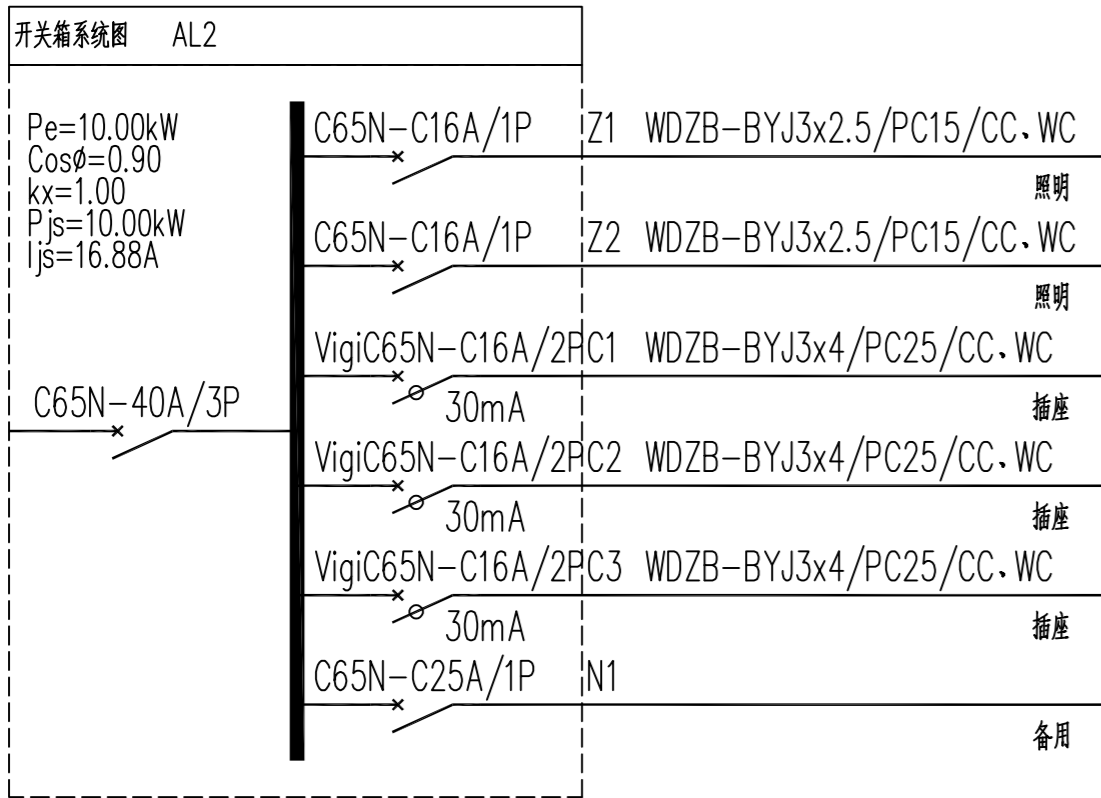 开关箱系统图 AL2
Pe=10.00kW
Cosø=0.90
kx=1.00
Pjs=10.00kW
Ijs=16.88A
C65N-40A/3P
C65N-C16A/1P Z1 WDZB-BYJ3x2.5/PC15/CC、WC
照明
C65N-C16A/1P Z2 WDZB-BYJ3x2.5/PC15/CC、WC
照明
VigiC65N-C16A/2P C1 WDZB-BYJ3x4/PC25/CC、WC
30mA 插座
VigiC65N-C16A/2P C2 WDZB-BYJ3x4/PC25/CC、WC
30mA 插座
VigiC65N-C16A/2P C3 WDZB-BYJ3x4/PC25/CC、WC
30mA 插座
C65N-C25A/1P N1
备用